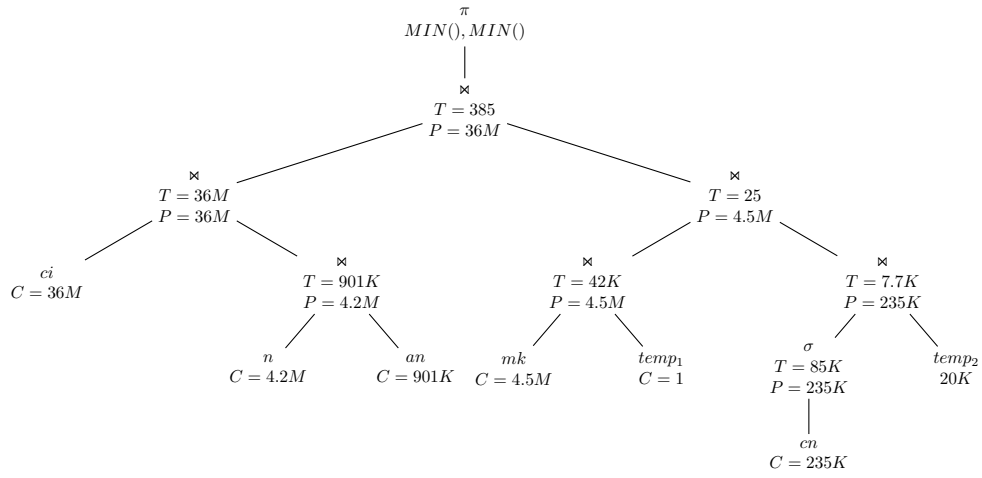 π
MIN(), MIN()
⋈
T = 385
P = 36M
⋈
T = 36M
P = 36M
⋈
T = 25
P = 4.5M
ci
C = 36M
⋈
T = 901K
P = 4.2M
⋈
T = 42K
P = 4.5M
⋈
T = 7.7K
P = 235K
n
C = 4.2M
an
C = 901K
mk
C = 4.5M
temp₁
C = 1
σ
T = 85K
P = 235K
temp₂
20K
cn
C = 235K